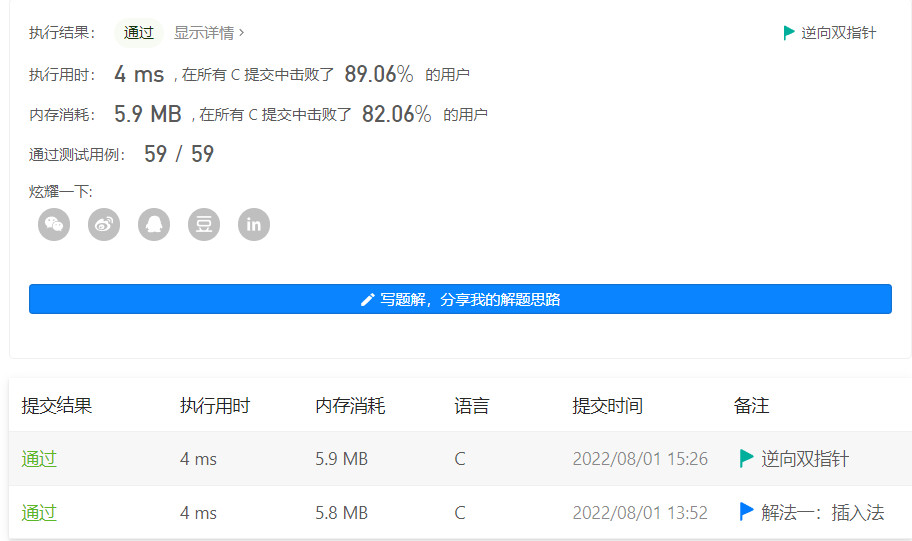 执行结果： 通过 显示详情 › 逆向双指针
执行用时： 4 ms , 在所有 C 提交中击败了 89.06% 的用户
内存消耗： 5.9 MB , 在所有 C 提交中击败了 82.06% 的用户
通过测试用例： 59 / 59
炫耀一下:
豆 in
写题解，分享我的解题思路
提交结果 执行用时 内存消耗 语言 提交时间 备注
通过 4 ms 5.9 MB C 2022/08/01 15:26 逆向双指针
通过 4 ms 5.8 MB C 2022/08/01 13:52 解法一：插入法